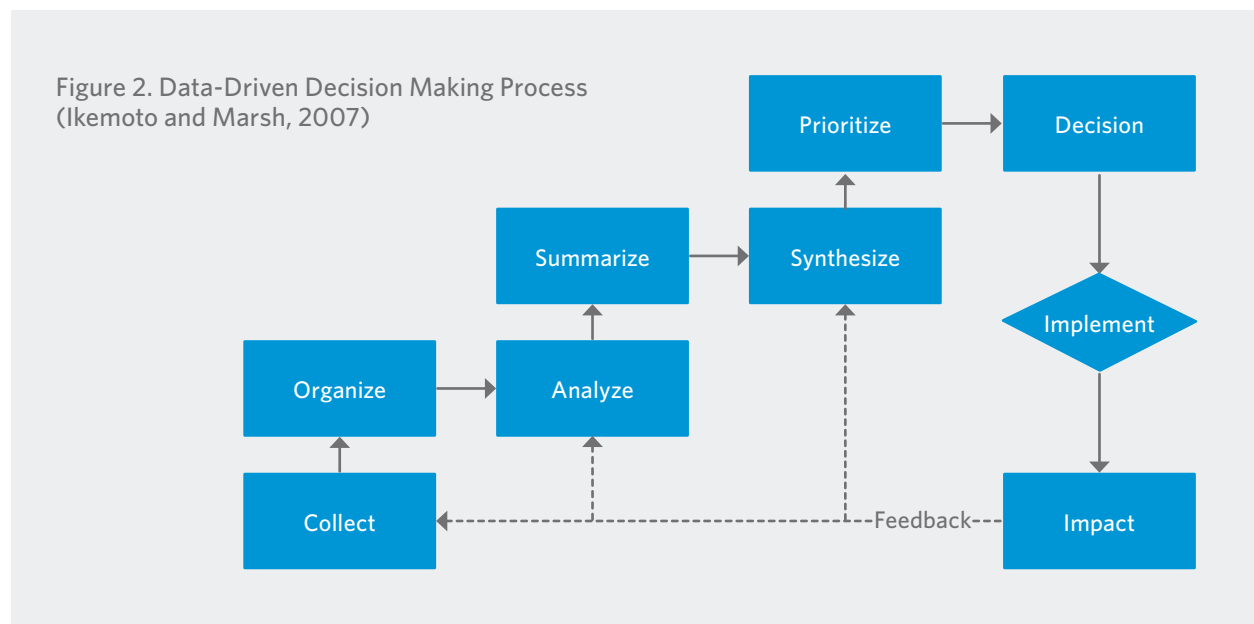 Figure 2. Data-Driven Decision Making Process
(Ikemoto and Marsh, 2007)
Prioritize
Decision
Summarize
Synthesize
Implement
Organize
Analyze
Collect
Feedback
Impact